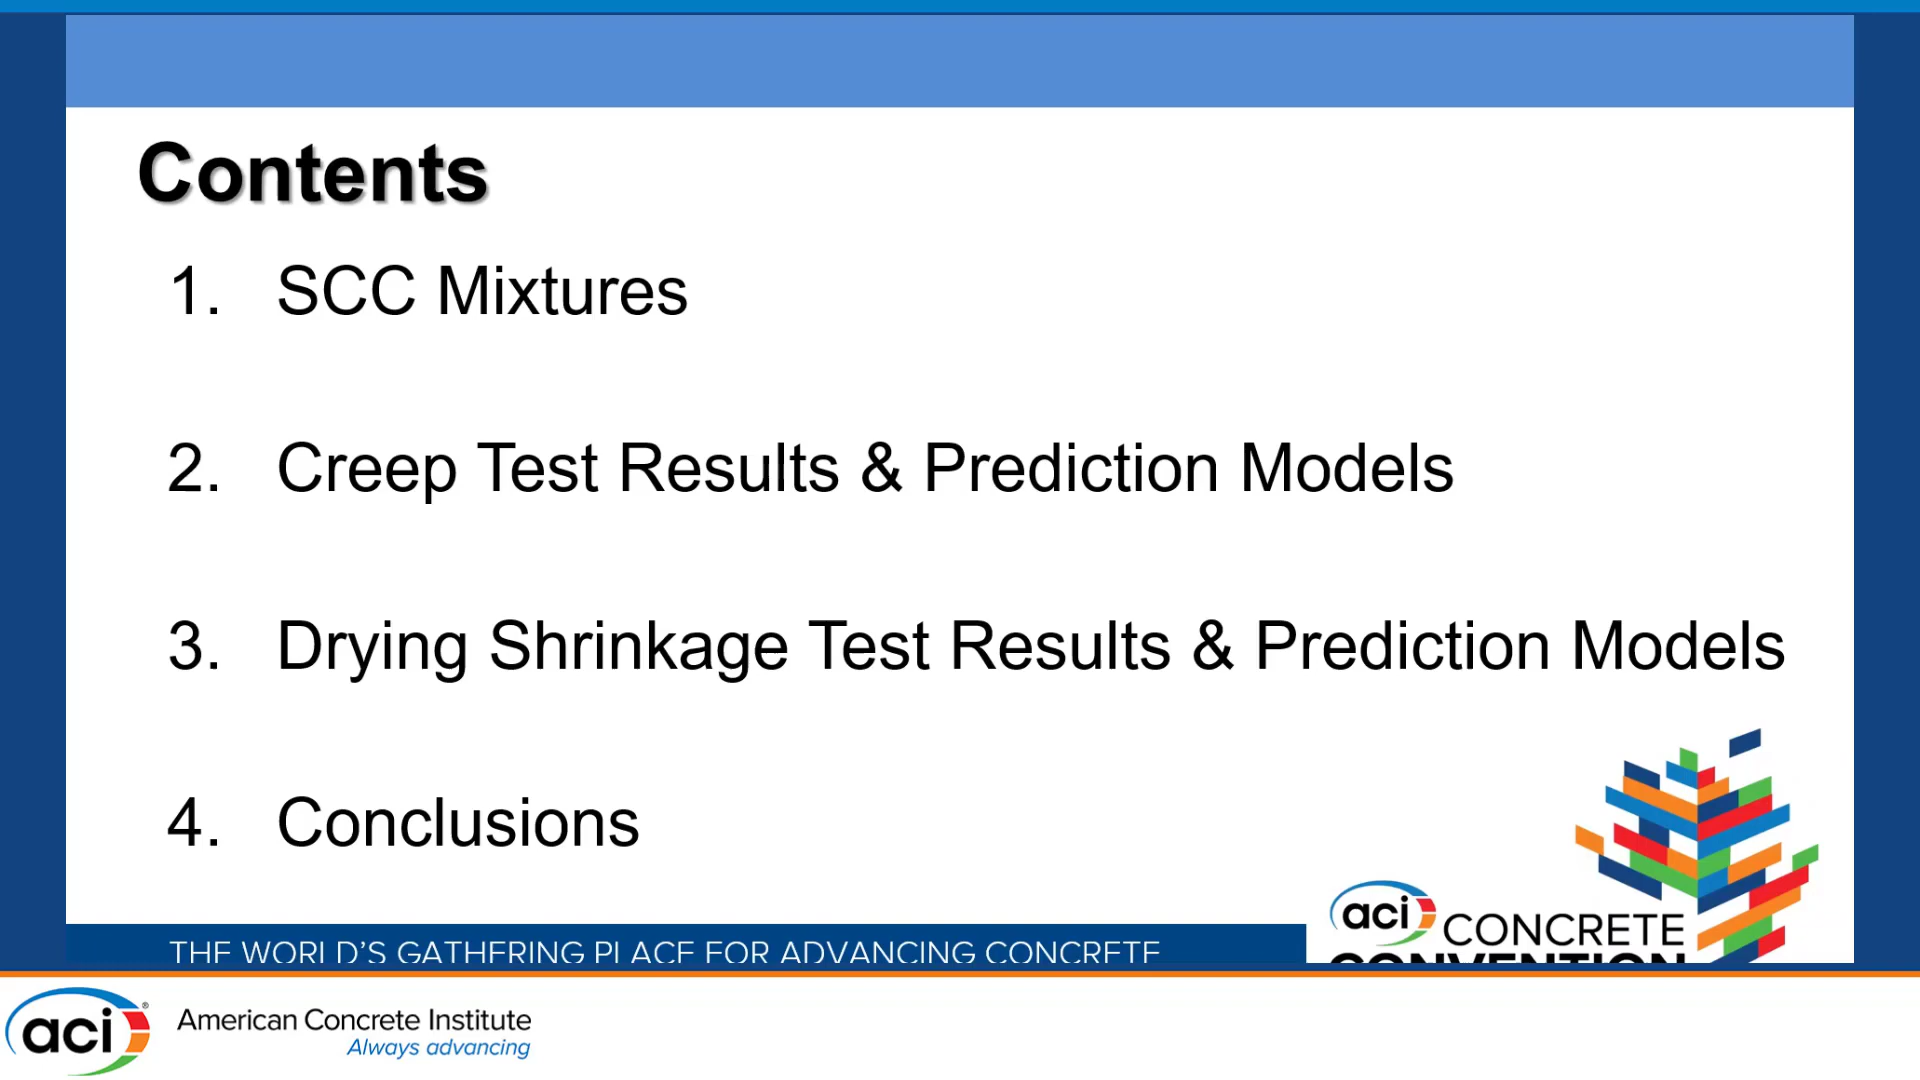 Contents
1. SCC Mixtures
2. Creep Test Results & Prediction Models
3. Drying Shrinkage Test Results & Prediction Models
4. Conclusions
THE WORLD'S GATHERING PLACE FOR ADVANCING CONCRETE
aci CONCRETE
CONVENTION
aci® American Concrete Institute
Always advancing